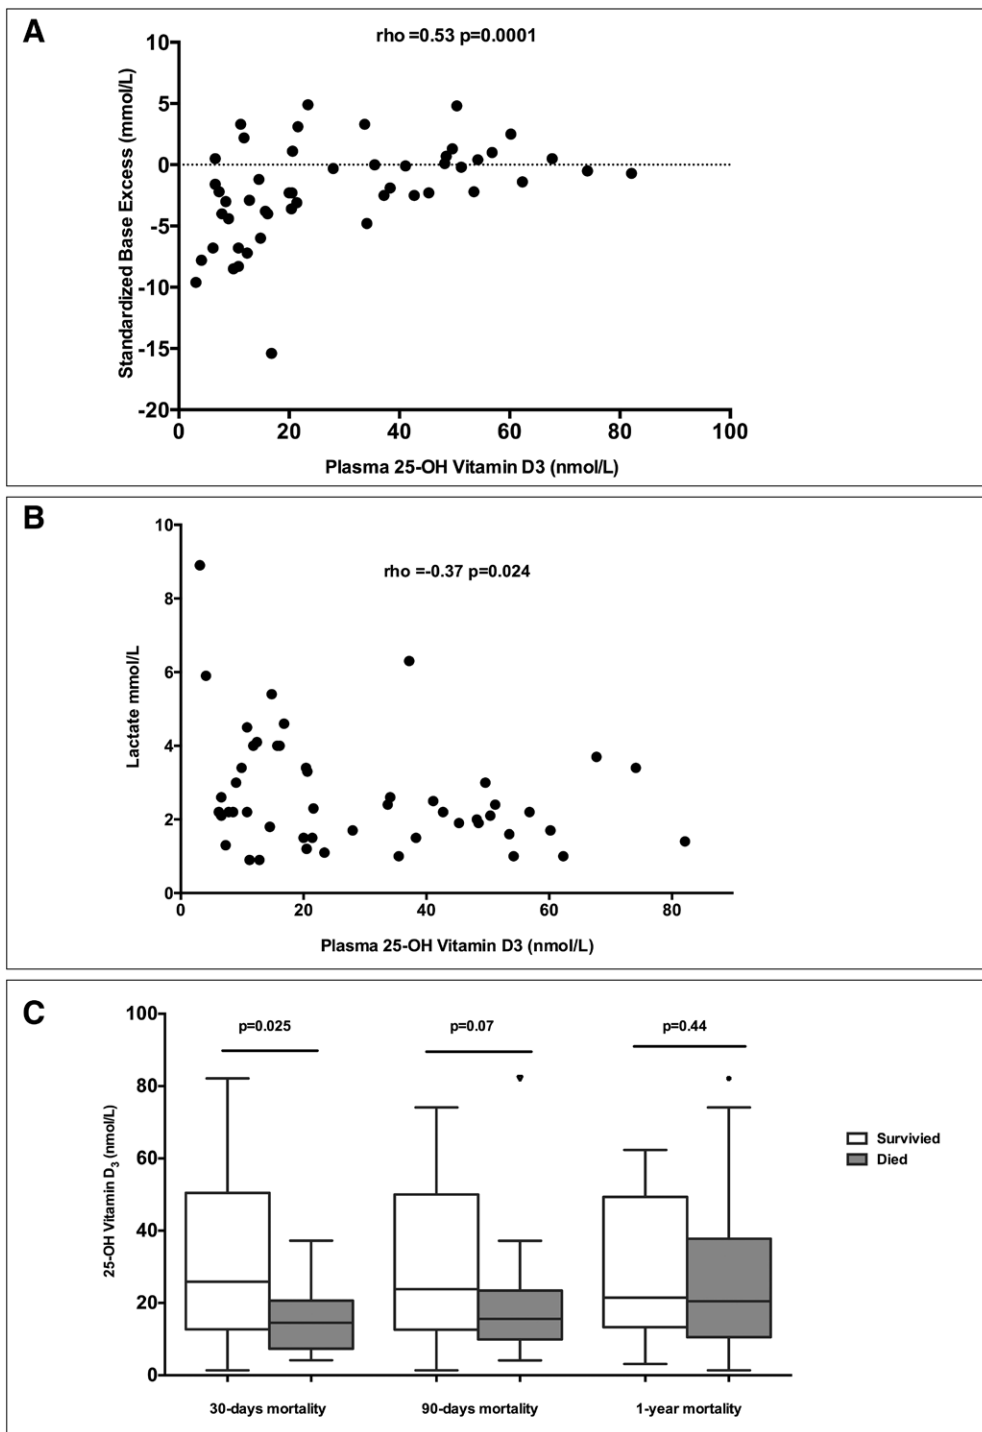 A
rho =0.53 p=0.0001
Standardized Base Excess (mmol/L)
10
5
0
-5
-10
-15
-20
0 20 40 60 80 100
Plasma 25-OH Vitamin D3 (nmol/L)
B
rho =-0.37 p=0.024
Lactate mmol/L
10
8
6
4
2
0
0 20 40 60 80
Plasma 25-OH Vitamin D3 (nmol/L)
C
p=0.025 p=0.07 p=0.44
25-OH Vitamin D3 (nmol/L)
100
80
60
40
20
0
Survivied
Died
30-days mortality 90-days mortality 1-year mortality